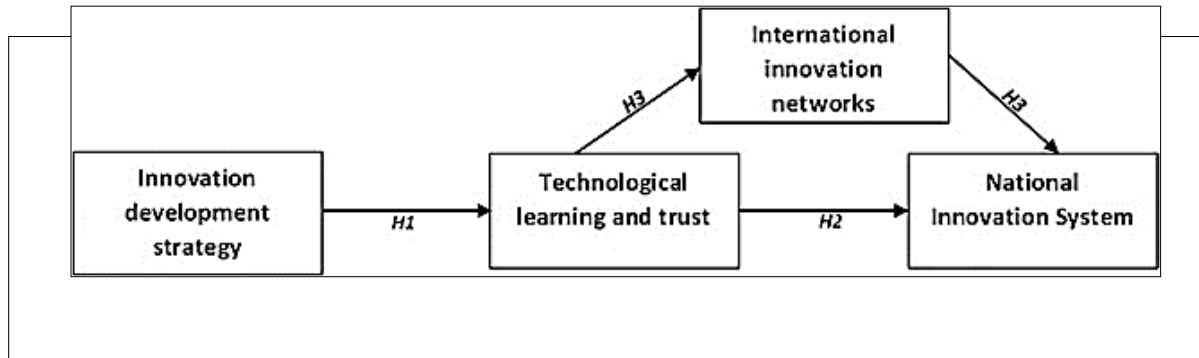 International
innovation
networks
H3
H3
Innovation
development
strategy
H1
Technological
learning and trust
H2
National
Innovation System